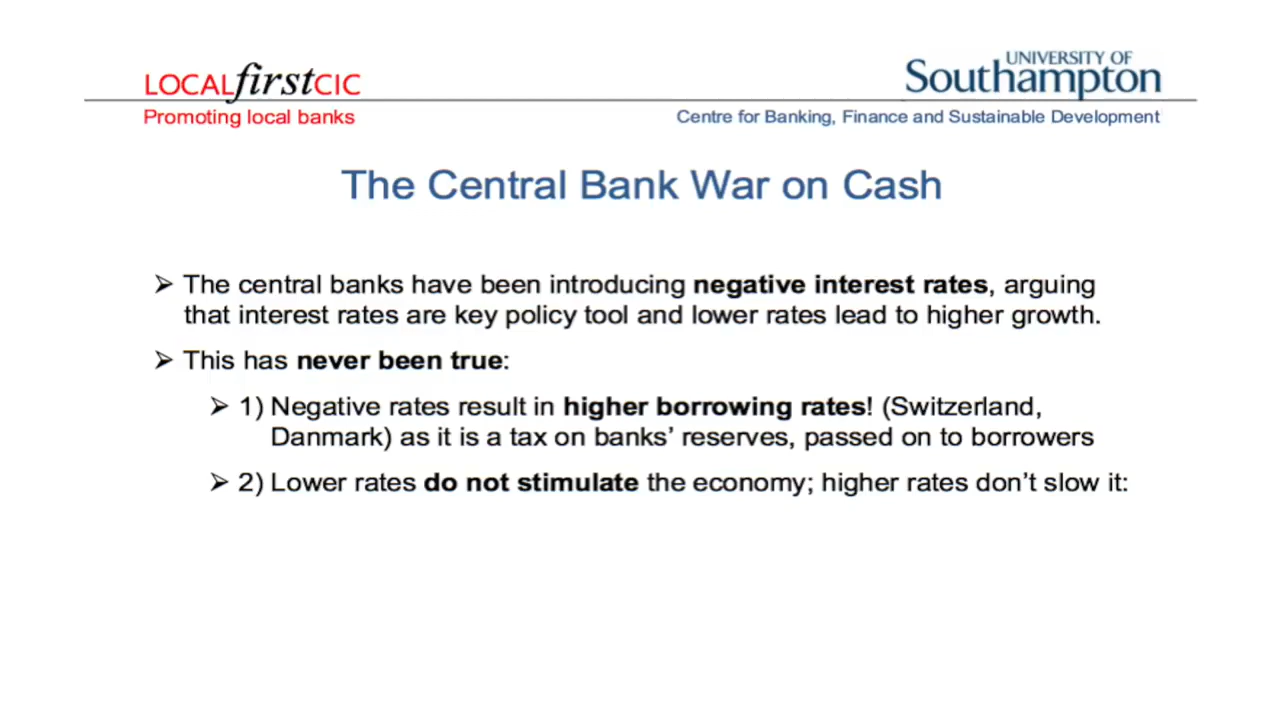 LOCALfirstCIC
Promoting local banks
UNIVERSITY OF
Southampton
Centre for Banking, Finance and Sustainable Development
The Central Bank War on Cash
➢ The central banks have been introducing negative interest rates, arguing
that interest rates are key policy tool and lower rates lead to higher growth.
➢ This has never been true:
➢ 1) Negative rates result in higher borrowing rates! (Switzerland,
Danmark) as it is a tax on banks' reserves, passed on to borrowers
➢ 2) Lower rates do not stimulate the economy; higher rates don't slow it: